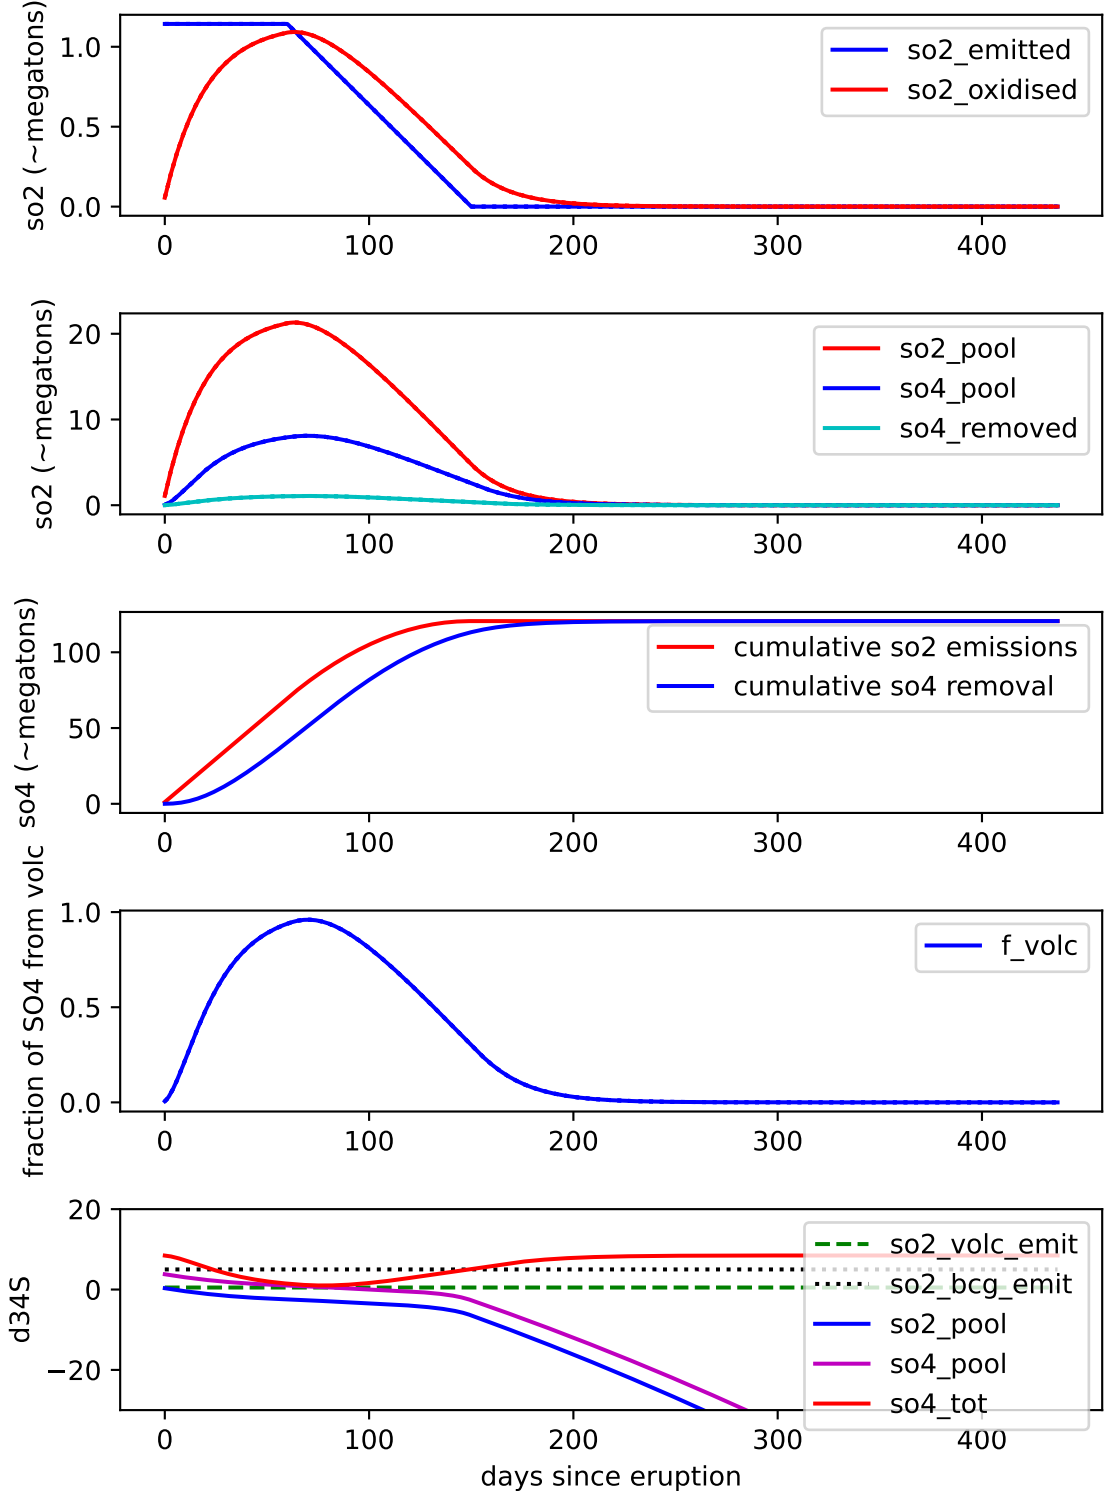 so2 (~megatons)
1.0
0.5
0.0
so2_emitted
so2_oxidised
0 100 200 300 400
so2 (~megatons)
20
10
0
so2_pool
so4_pool
so4_removed
0 100 200 300 400
so4 (~megatons)
100
50
0
cumulative so2 emissions
cumulative so4 removal
0 100 200 300 400
fraction of SO4 from volc
1.0
0.5
0.0
f_volc
0 100 200 300 400
d34S
20
0
−20
so2_volc_emit
so2_bcg_emit
so2_pool
so4_pool
so4_tot
0 100 200 300 400
days since eruption